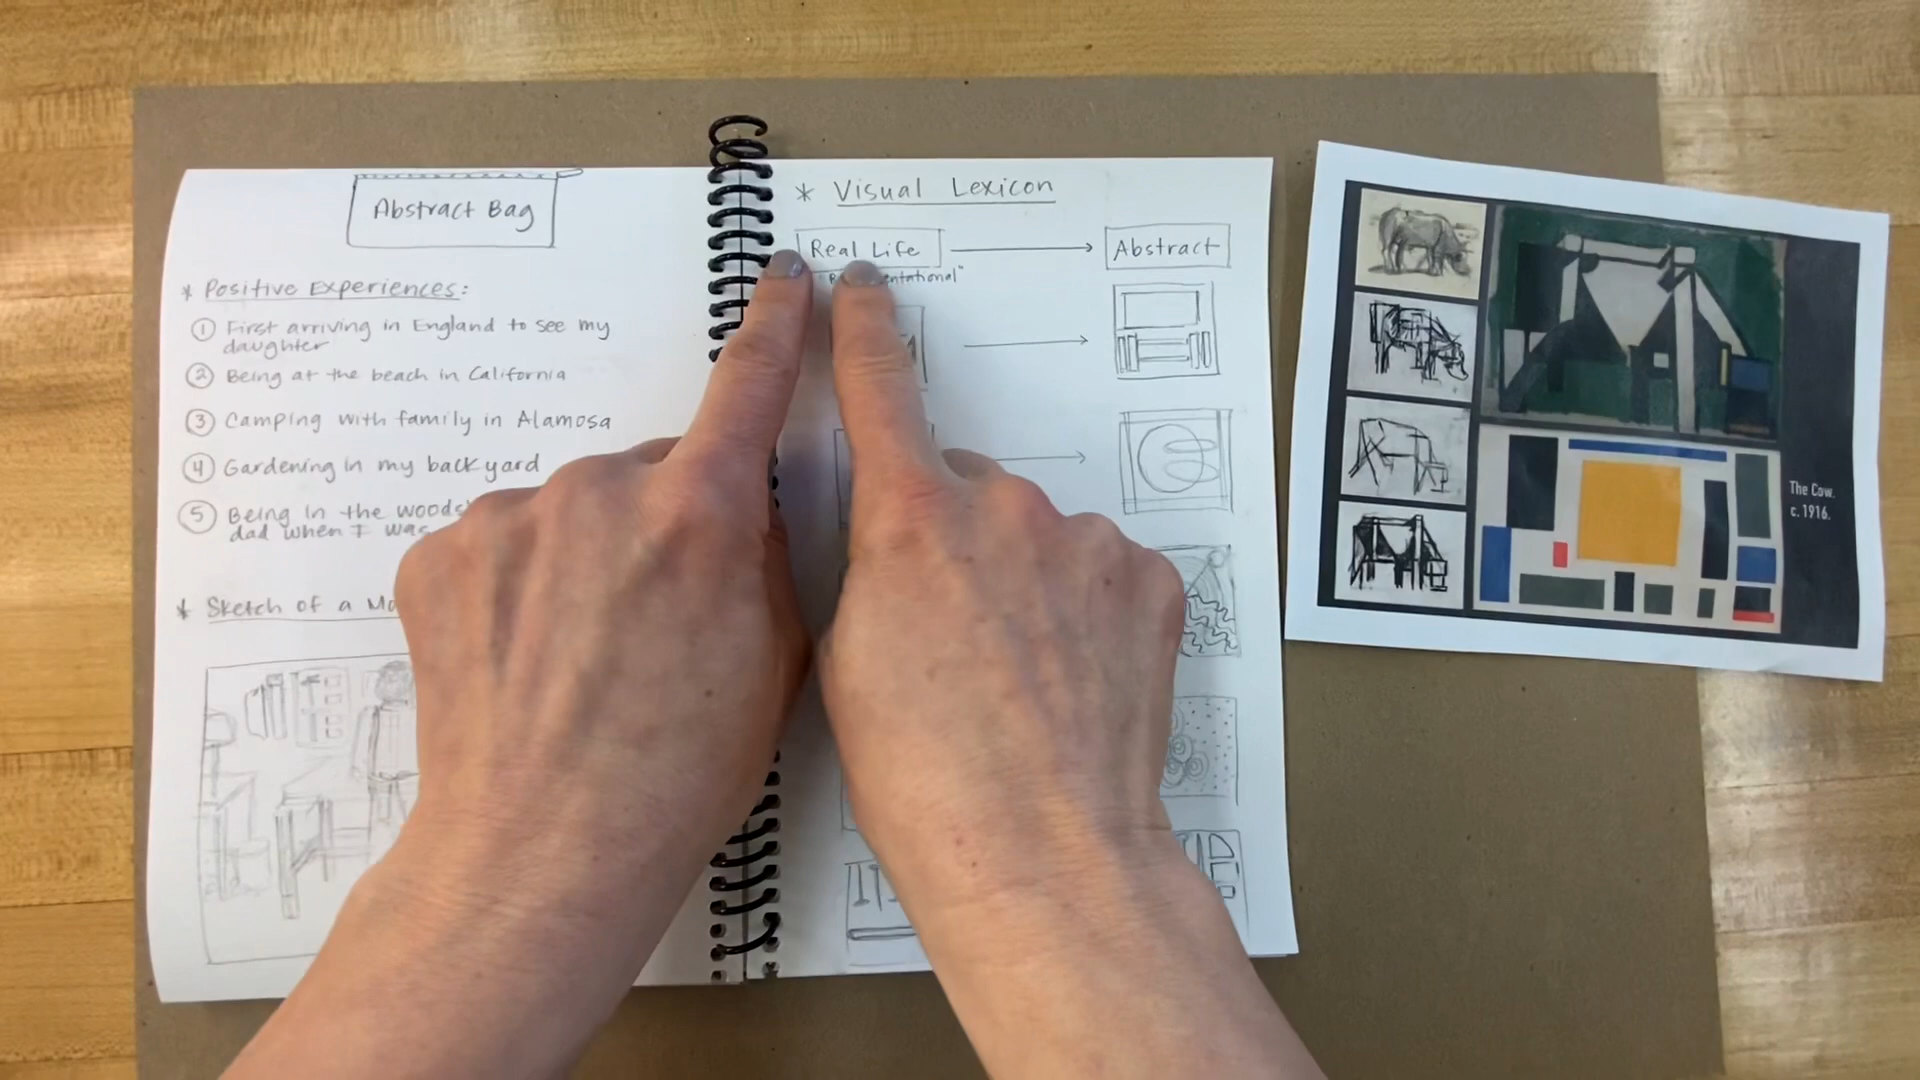 Abstract Bag
* Positive Experiences:
1 First arriving in England to see my
daughter
2 Being at the beach in California
3 Camping with family in Alamosa
4 Gardening in my backyard
5 Being in the woods
dad when I was
* Sketch of a
* Visual Lexicon
Real Life
Abstract
The Cow.
c. 1916.